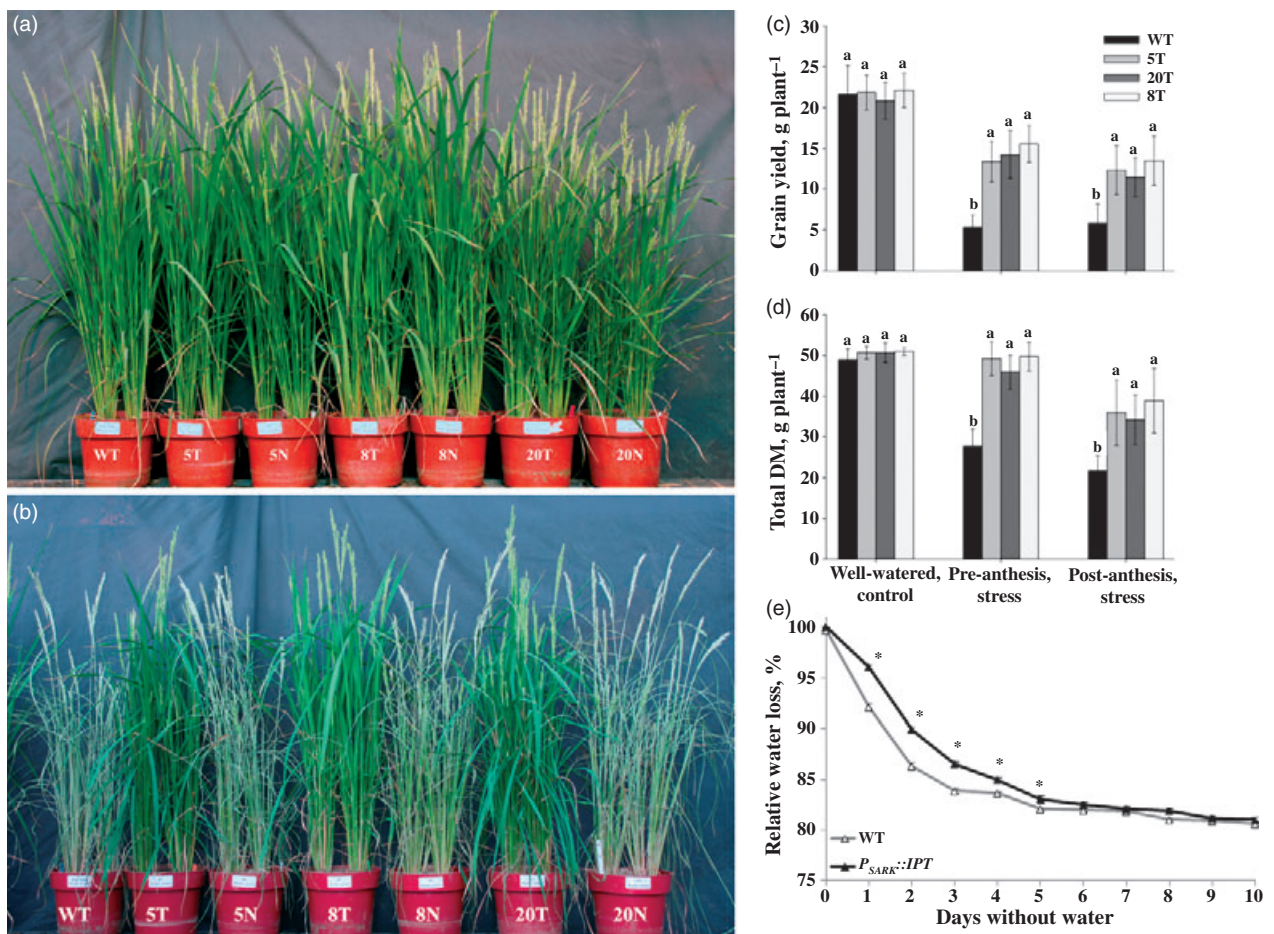 (a)
WT 5T 5N 8T 8N 20T 20N
(b)
WT 5T 5N 8T 8N 20T 20N
(c)
30
25
20
15
10
5
0
Grain yield, g plant⁻¹
WT
5T
20T
8T
a a a a
b a a a
b a a a
(d)
60
50
40
30
20
10
0
Total DM, g plant⁻¹
a a a a
b a a a
b a a a
Well-watered, Pre-anthesis, Post-anthesis,
control stress stress
(e)
100
95
90
85
80
75
Relative water loss, %
* * * * *
WT
P_SARK::IPT
0 1 2 3 4 5 6 7 8 9 10
Days without water